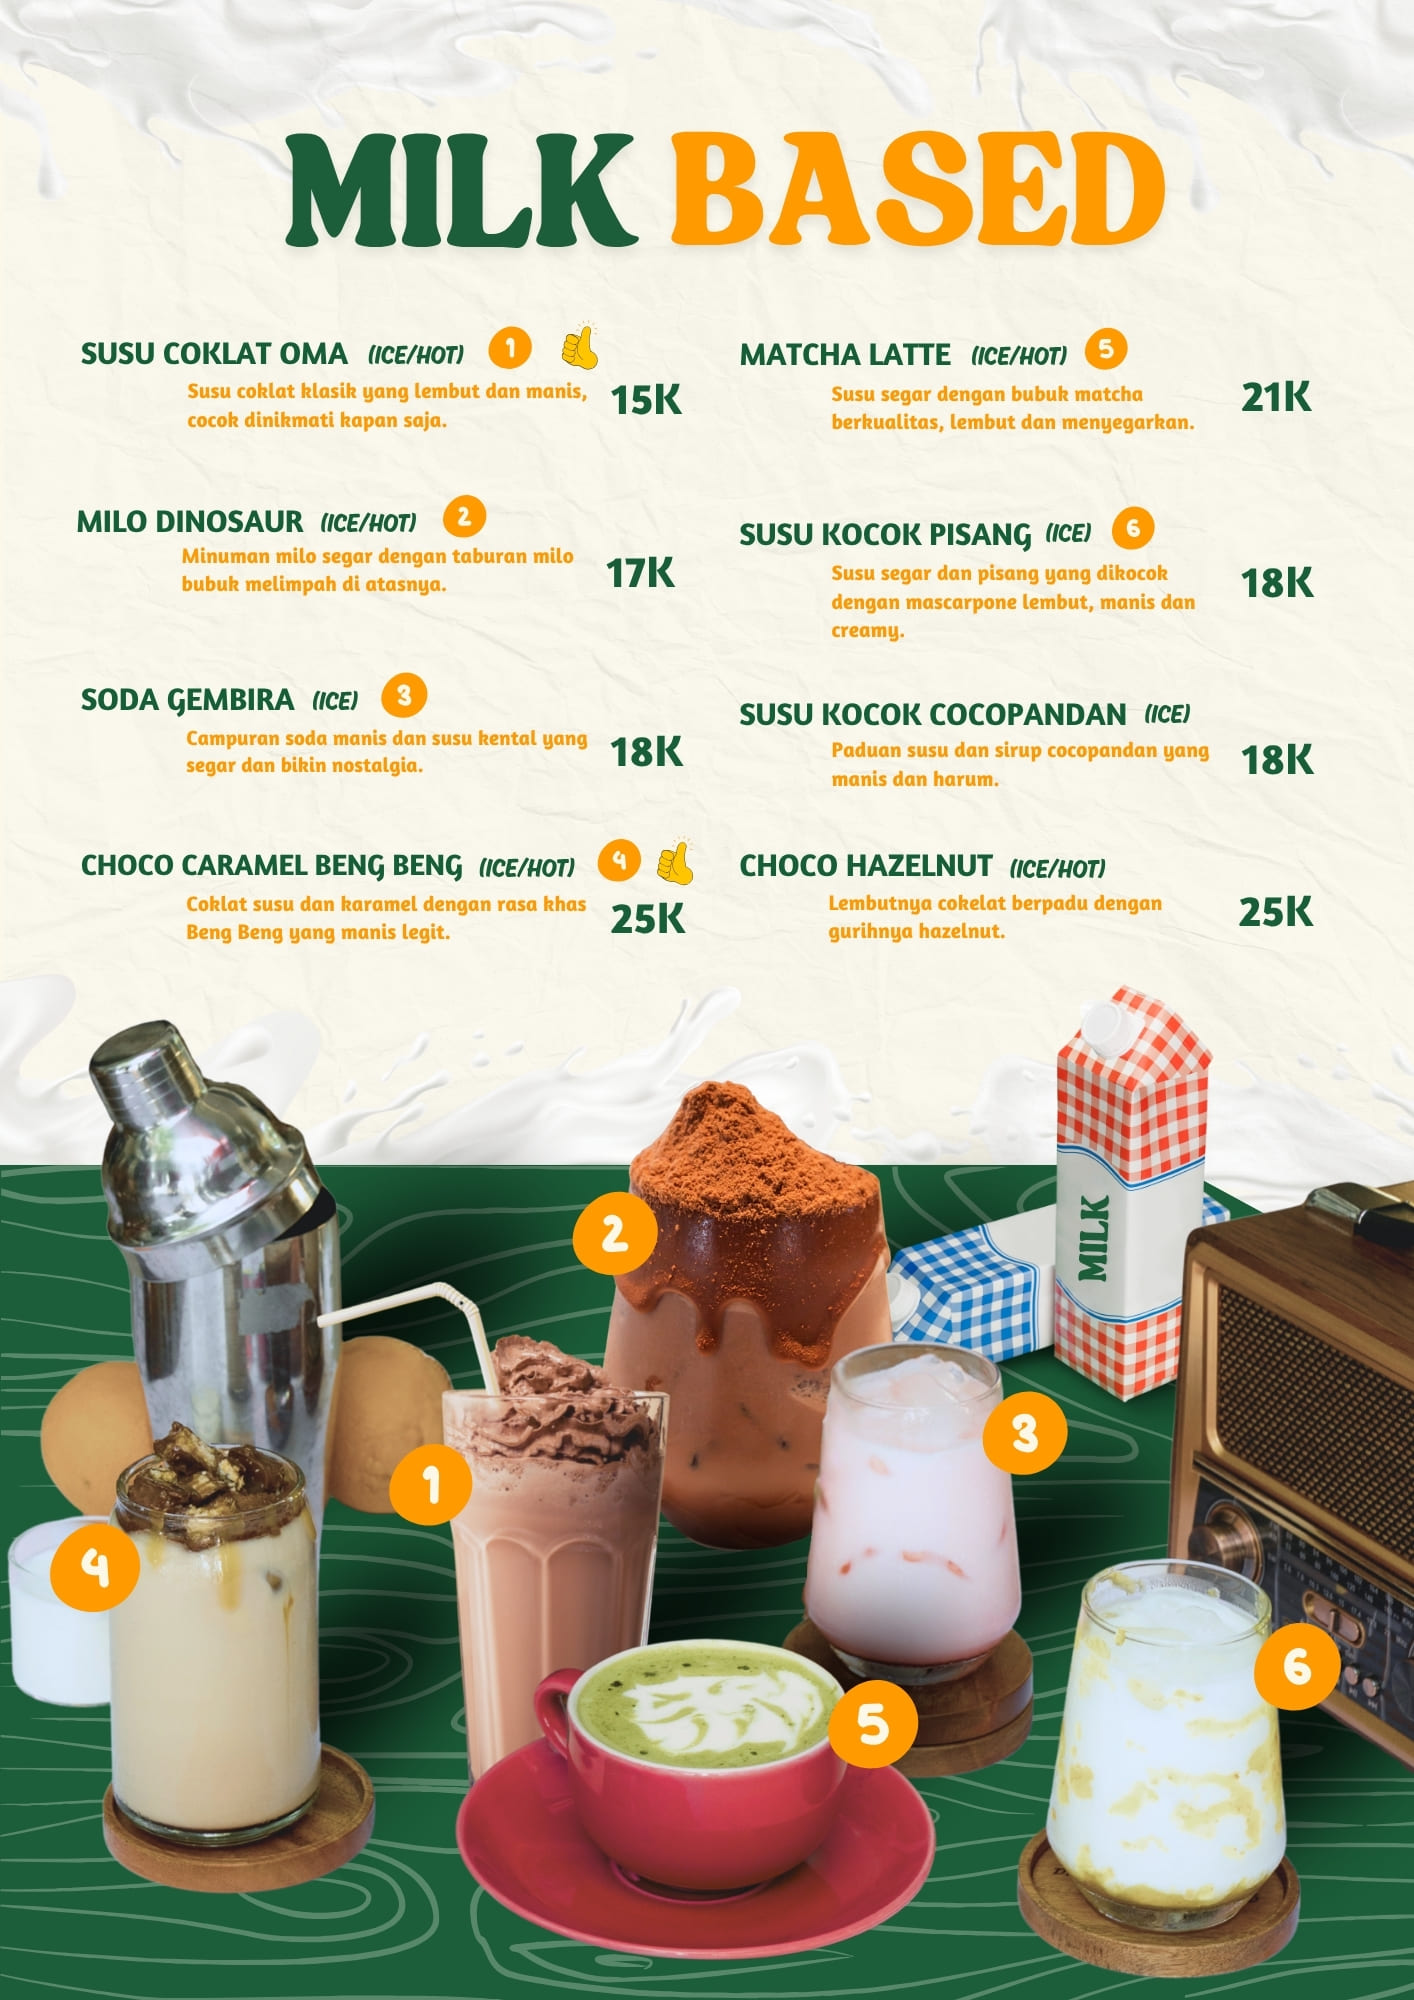 MILK BASED
SUSU COKLAT OMA (ICE/HOT) 1
Susu coklat klasik yang lembut dan manis,
cocok dinikmati kapan saja.
15K
MILO DINOSAUR (ICE/HOT) 2
Minuman milo segar dengan taburan milo
bubuk melimpah di atasnya.
17K
SODA GEMBIRA (ICE) 3
Campuran soda manis dan susu kental yang
segar dan bikin nostalgia.
18K
CHOCO CARAMEL BENG BENG (ICE/HOT) 4
Coklat susu dan karamel dengan rasa khas
Beng Beng yang manis legit.
25K
MATCHA LATTE (ICE/HOT) 5
Susu segar dengan bubuk matcha
berkualitas, lembut dan menyegarkan.
21K
SUSU KOCOK PISANG (ICE) 6
Susu segar dan pisang yang dikocok
dengan mascarpone lembut, manis dan
creamy.
18K
SUSU KOCOK COCOPANDAN (ICE)
Paduan susu dan sirup cocopandan yang
manis dan harum.
18K
CHOCO HAZELNUT (ICE/HOT)
Lembutnya cokelat berpadu dengan
gurihnya hazelnut.
25K
MILK
2
3
1
4
6
5